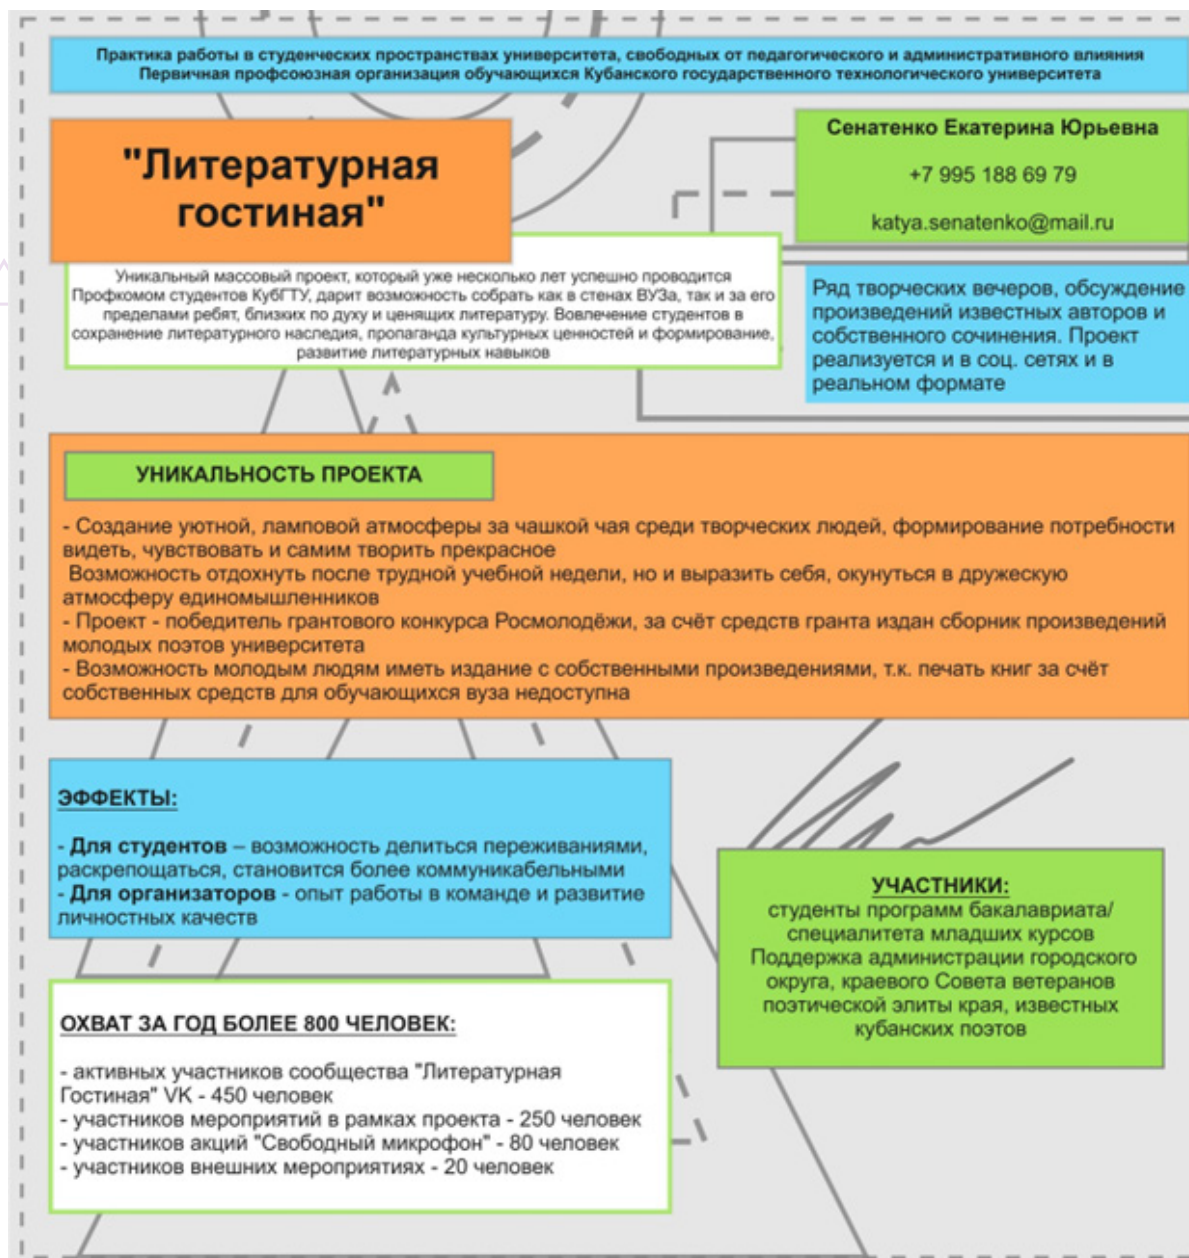 Практика работы в студенческих пространствах университета, свободных от педагогического и административного влияния
Первичная профсоюзная организация обучающихся Кубанского государственного технологического университета
"Литературная
гостиная"
Сенатенко Екатерина Юрьевна
+7 995 188 69 79
katya.senatenko@mail.ru
Уникальный массовый проект, который уже несколько лет успешно проводится
Профкомом студентов КубГТУ, дарит возможность собрать как в стенах ВУЗа, так и за его
пределами ребят, близких по духу и ценящих литературу. Вовлечение студентов в
сохранение литературного наследия, пропаганда культурных ценностей и формирование,
развитие литературных навыков
Ряд творческих вечеров, обсуждение
произведений известных авторов и
собственного сочинения. Проект
реализуется и в соц. сетях и в
реальном формате
УНИКАЛЬНОСТЬ ПРОЕКТА
- Создание уютной, ламповой атмосферы за чашкой чая среди творческих людей, формирование потребности
видеть, чувствовать и самим творить прекрасное
Возможность отдохнуть после трудной учебной недели, но и выразить себя, окунуться в дружескую
атмосферу единомышленников
- Проект - победитель грантового конкурса Росмолодёжи, за счёт средств гранта издан сборник произведений
молодых поэтов университета
- Возможность молодым людям иметь издание с собственными произведениями, т.к. печать книг за счёт
собственных средств для обучающихся вуза недоступна
ЭФФЕКТЫ:
- Для студентов – возможность делиться переживаниями,
раскрепощаться, становится более коммуникабельными
- Для организаторов - опыт работы в команде и развитие
личностных качеств
УЧАСТНИКИ:
студенты программ бакалавриата/
специалитета младших курсов
Поддержка администрации городского
округа, краевого Совета ветеранов
поэтической элиты края, известных
кубанских поэтов
ОХВАТ ЗА ГОД БОЛЕЕ 800 ЧЕЛОВЕК:
- активных участников сообщества "Литературная
Гостиная" VK - 450 человек
- участников мероприятий в рамках проекта - 250 человек
- участников акций "Свободный микрофон" - 80 человек
- участников внешних мероприятиях - 20 человек